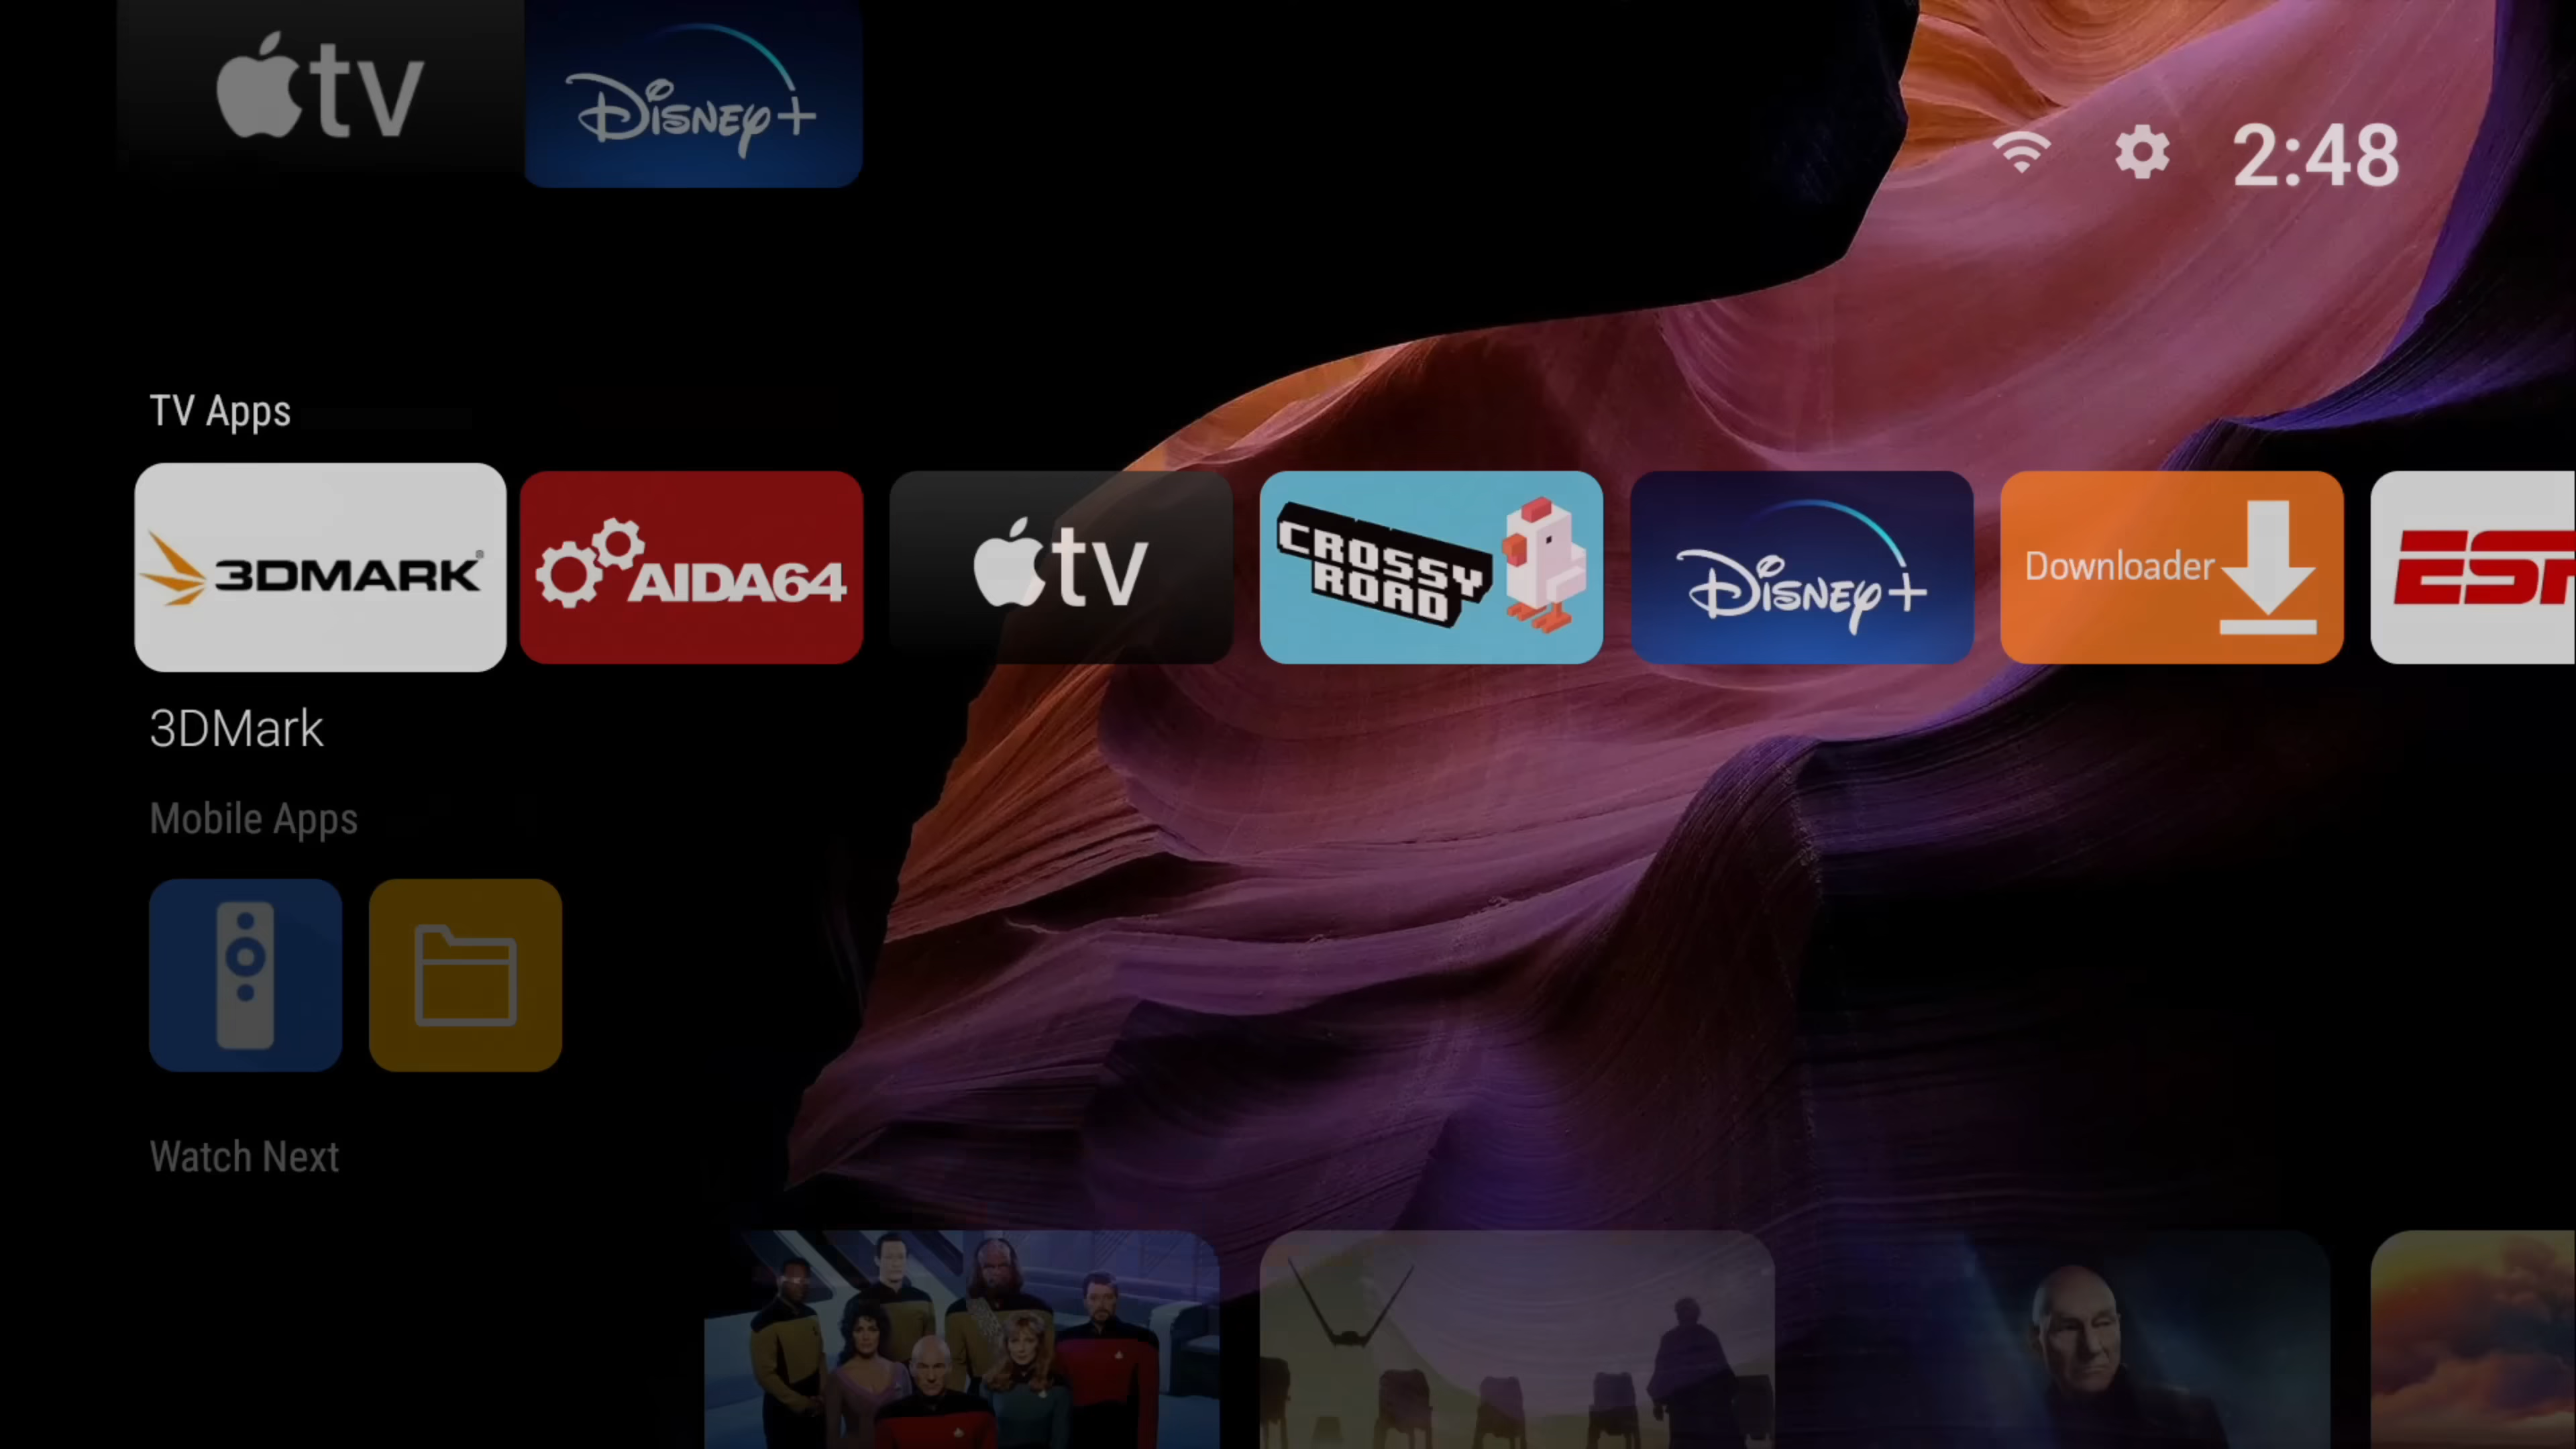 tv
Disney+
2:48
TV Apps
3DMARK®
AIDA64
tv
CROSSY
ROAD
Disney+
Downloader
3DMark
Mobile Apps
Watch Next